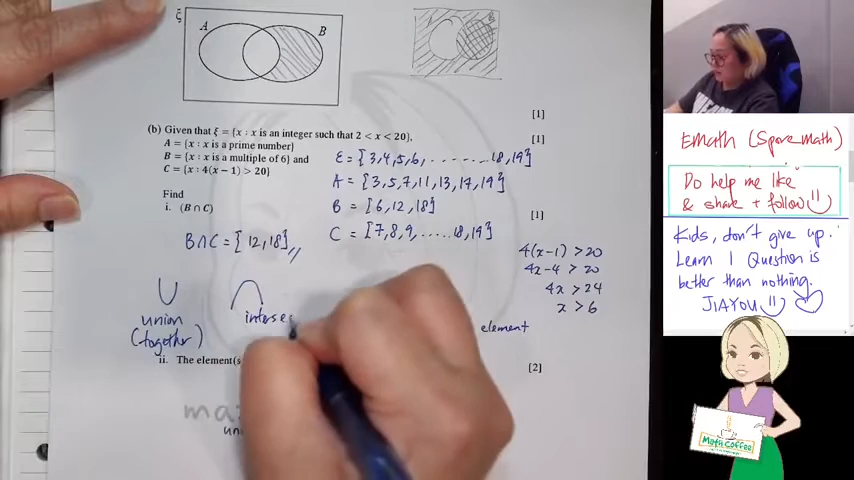 ξ
A
B
[1]
(b) Given that ξ = {x : x is an integer such that 2 < x < 20},
[1]
A = {x : x is a prime number}
B = {x : x is a multiple of 6} and
C = {x : 4(x − 1) > 20}
ξ = {3,4,5,6, ........ 18,19}
A = {3,5,7,11,13,17,19}
B = {6,12,18}
C = {7,8,9, ..... 18,19}
Find
i. (B ∩ C)
[1]
B∩C = {12,18}
4(x−1) > 20
4x−4 > 20
4x > 24
x > 6
∪
∩
union
(together)
interse
element
ii. The element(s
[2]
EMath (Spore math)
Do help me like
& share + follow
Kids, don't give up.
Learn 1 Question is
better than nothing.
JIAYOU
Math Coffee